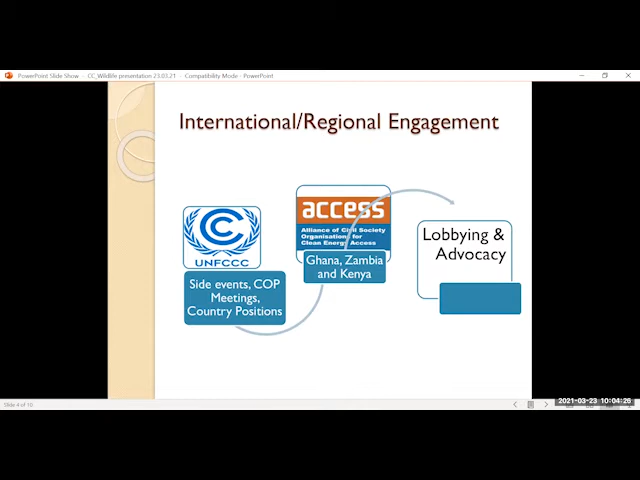 PowerPoint Slide Show - CC_Wildlife presentation 23.03.21 - Compatibility Mode - PowerPoint
International/Regional Engagement
UNFCCC
Side events, COP
Meetings,
Country Positions
access
Alliance of Civil Society
Organisations for
Clean Energy Access
Ghana, Zambia
and Kenya
Lobbying &
Advocacy
Slide 4 of 10
2021-03-23 10:04:26